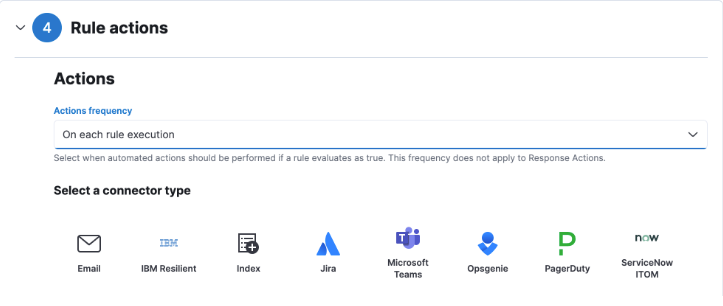 4 Rule actions
Actions
Actions frequency
On each rule execution
Select when automated actions should be performed if a rule evaluates as true. This frequency does not apply to Response Actions.
Select a connector type
IBM
now
Email
IBM Resilient
Index
Jira
Microsoft
Teams
Opsgenie
PagerDuty
ServiceNow
ITOM